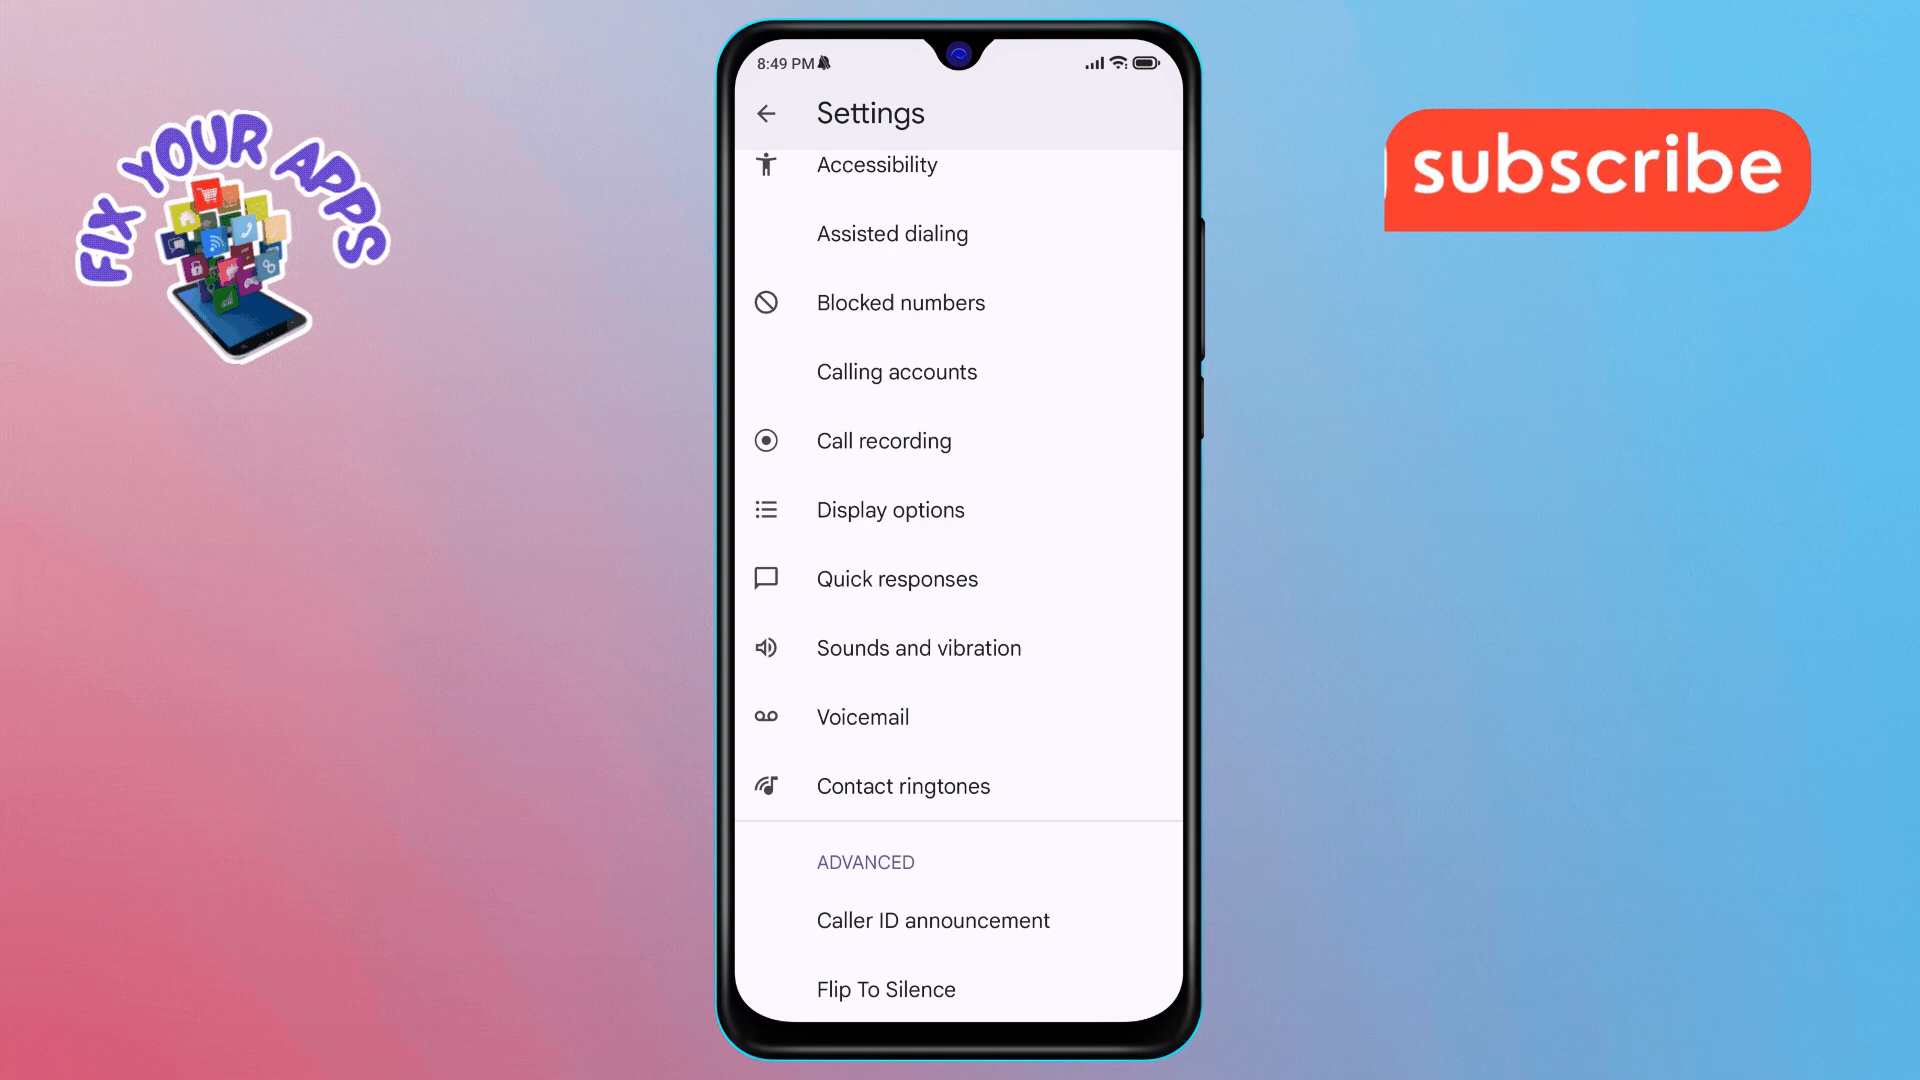 FIX YOUR APPS
subscribe
8:49 PM
Settings
Accessibility
Assisted dialing
Blocked numbers
Calling accounts
Call recording
Display options
Quick responses
Sounds and vibration
Voicemail
Contact ringtones
ADVANCED
Caller ID announcement
Flip To Silence